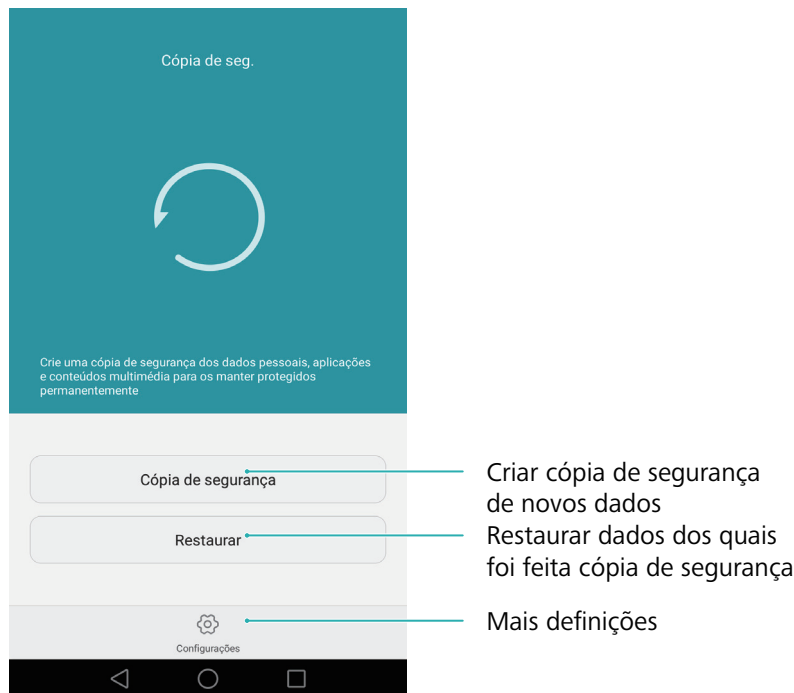 Cópia de seg.
Crie uma cópia de segurança dos dados pessoais, aplicações
e conteúdos multimédia para os manter protegidos
permanentemente
Cópia de segurança
Criar cópia de segurança
de novos dados
Restaurar
Restaurar dados dos quais
foi feita cópia de segurança
Mais definições
Configurações